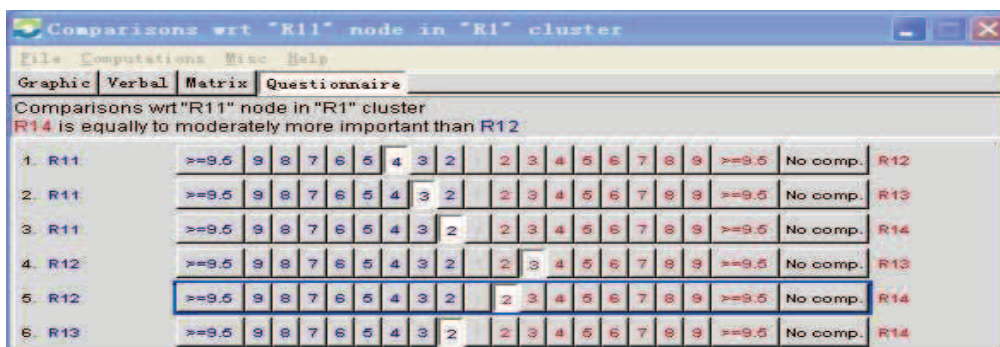 Comparisons wrt "R11" node in "R1" cluster
File Computations Misc Help
Graphic Verbal Matrix Questionnaire
Comparisons wrt "R11" node in "R1" cluster
R14 is equally to moderately more important than R12
1. R11 >=9.5 9 8 7 6 5 4 3 2 2 3 4 5 6 7 8 9 >=9.5 No comp. R12
2. R11 >=9.5 9 8 7 6 5 4 3 2 2 3 4 5 6 7 8 9 >=9.5 No comp. R13
3. R11 >=9.5 9 8 7 6 5 4 3 2 2 3 4 5 6 7 8 9 >=9.5 No comp. R14
4. R12 >=9.5 9 8 7 6 5 4 3 2 2 3 4 5 6 7 8 9 >=9.5 No comp. R13
5. R12 >=9.5 9 8 7 6 5 4 3 2 2 3 4 5 6 7 8 9 >=9.5 No comp. R14
6. R13 >=9.5 9 8 7 6 5 4 3 2 2 3 4 5 6 7 8 9 >=9.5 No comp. R14